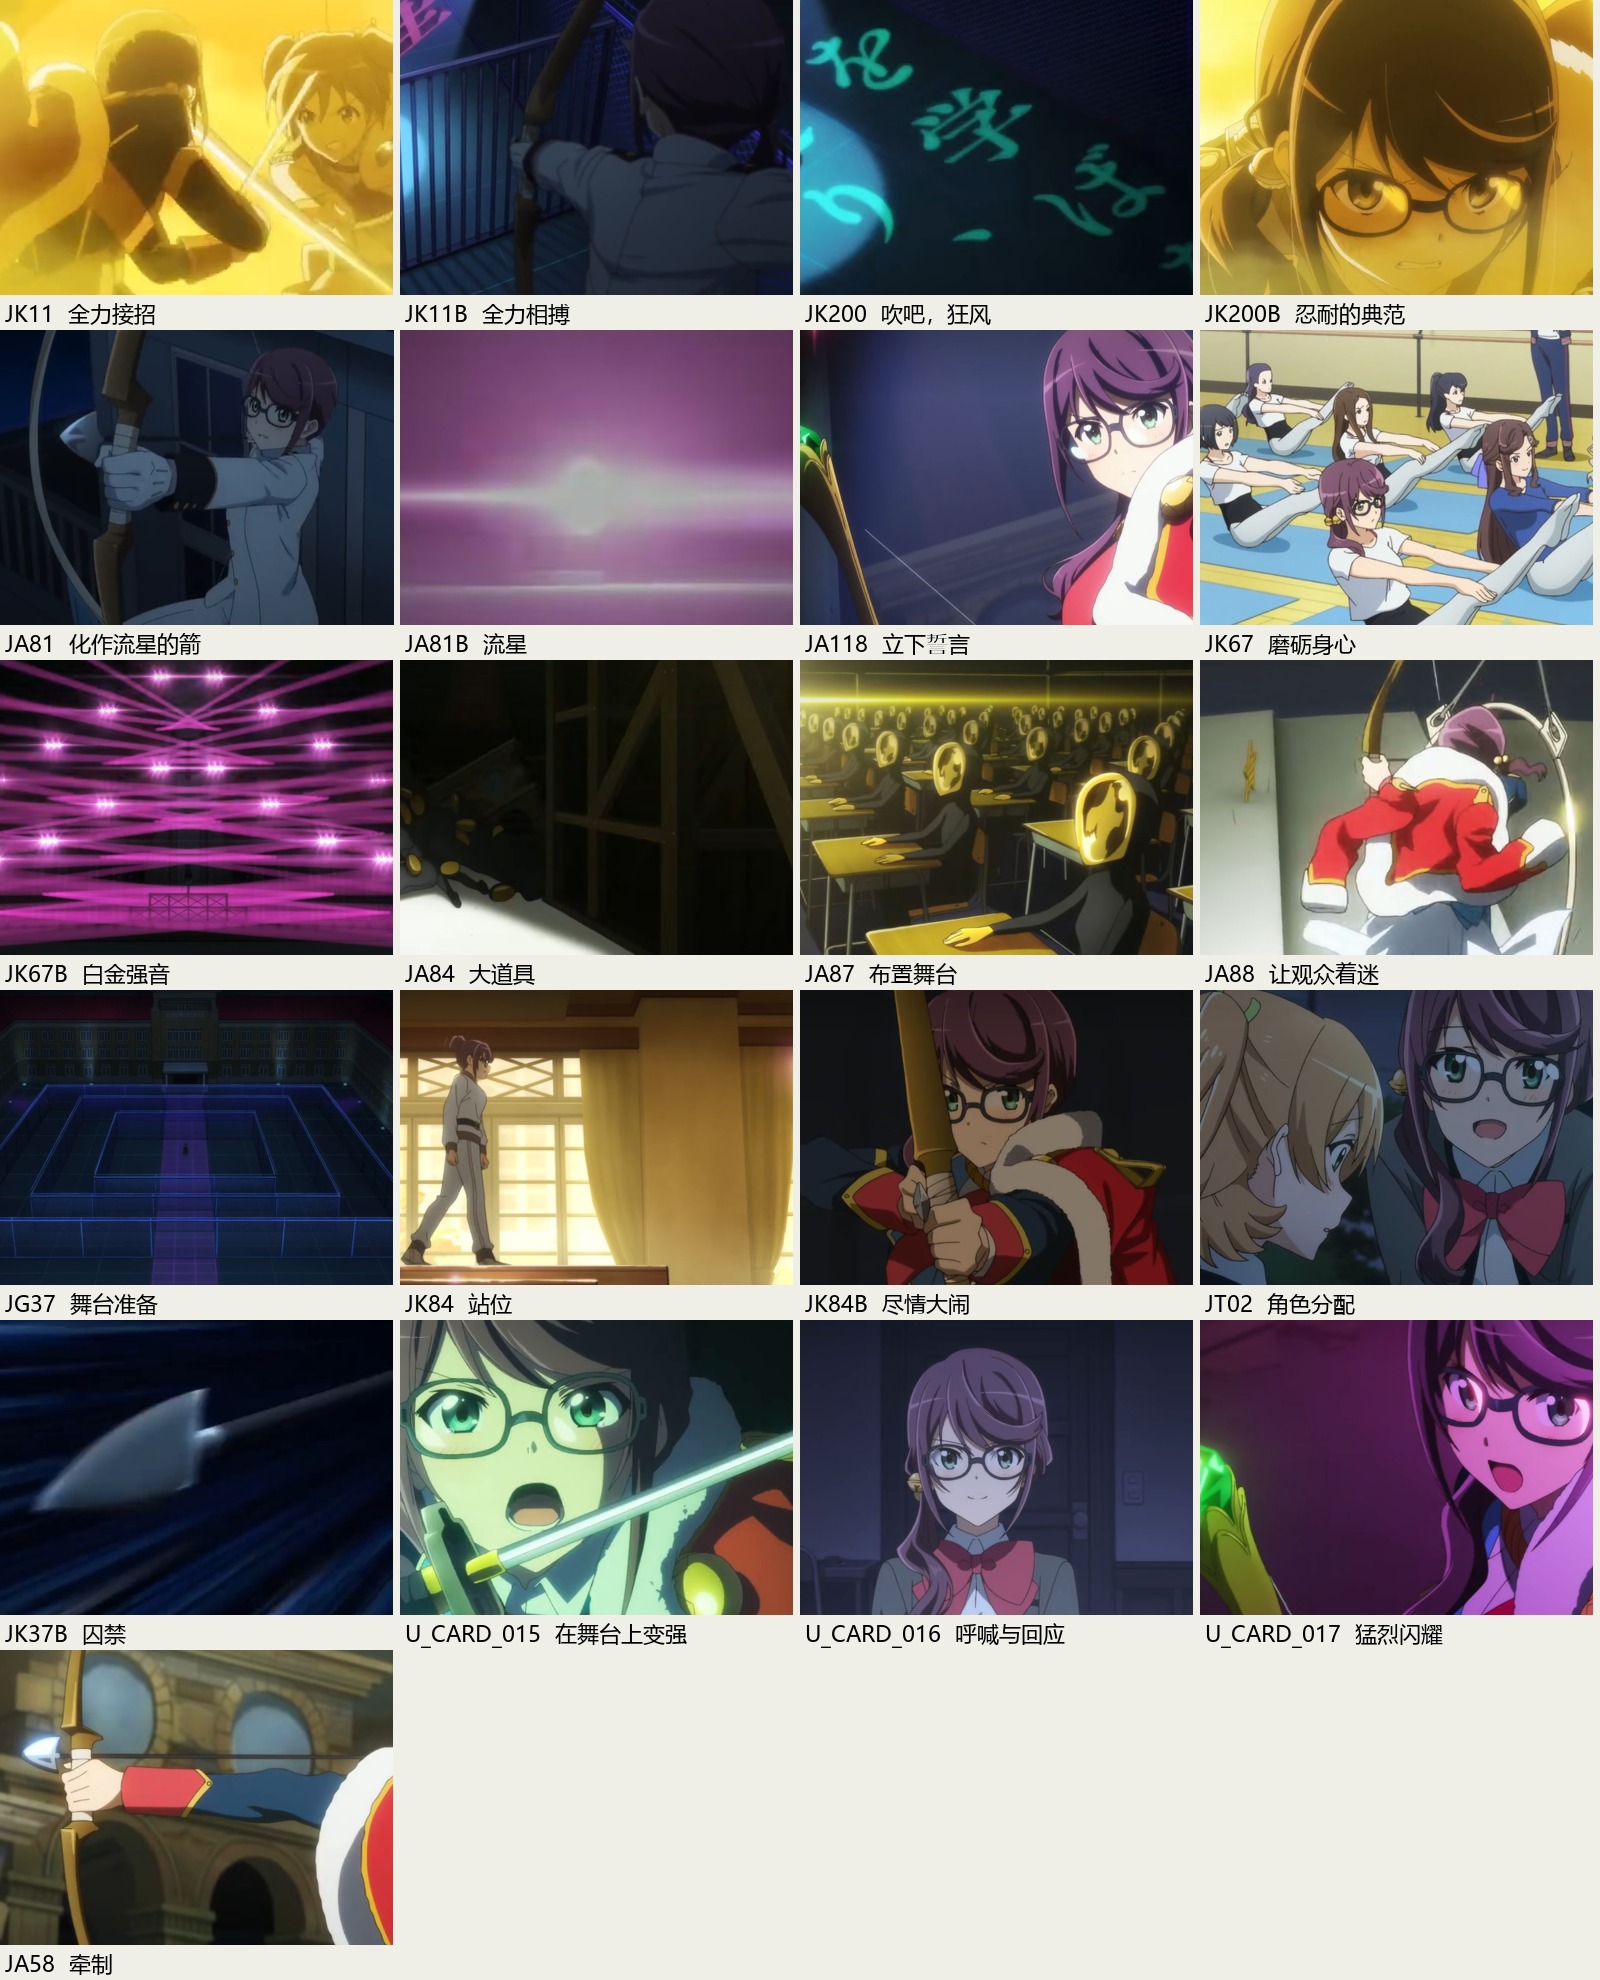 化
学
ぼ
JK11 全力接招
JK11B 全力相搏
JK200 吹吧，狂风
JK200B 忍耐的典范
JA81 化作流星的箭
JA81B 流星
JA118 立下誓言
JK67 磨砺身心
JK67B 白金强音
JA84 大道具
JA87 布置舞台
JA88 让观众着迷
JG37 舞台准备
JK84 站位
JK84B 尽情大闹
JT02 角色分配
JK37B 囚禁
U_CARD_015 在舞台上变强
U_CARD_016 呼喊与回应
U_CARD_017 猛烈闪耀
JA58 牵制